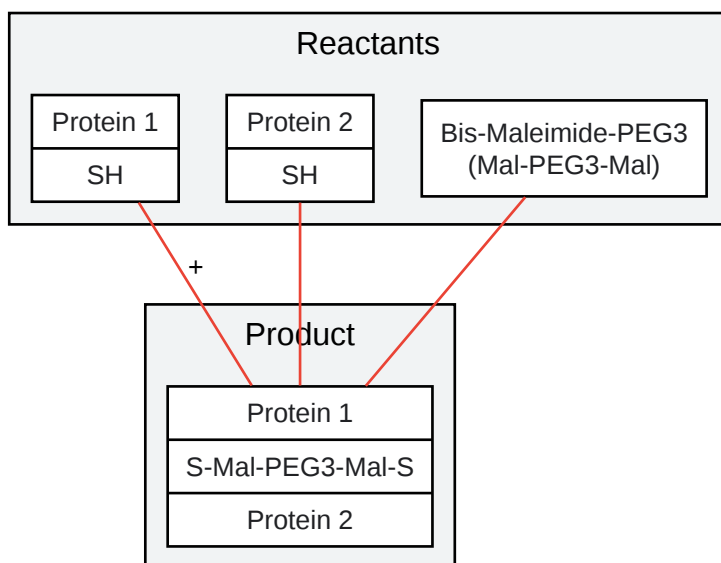 Reactants
Protein 1
SH
Protein 2
SH
Bis-Maleimide-PEG3
(Mal-PEG3-Mal)
+
Product
Protein 1
S-Mal-PEG3-Mal-S
Protein 2